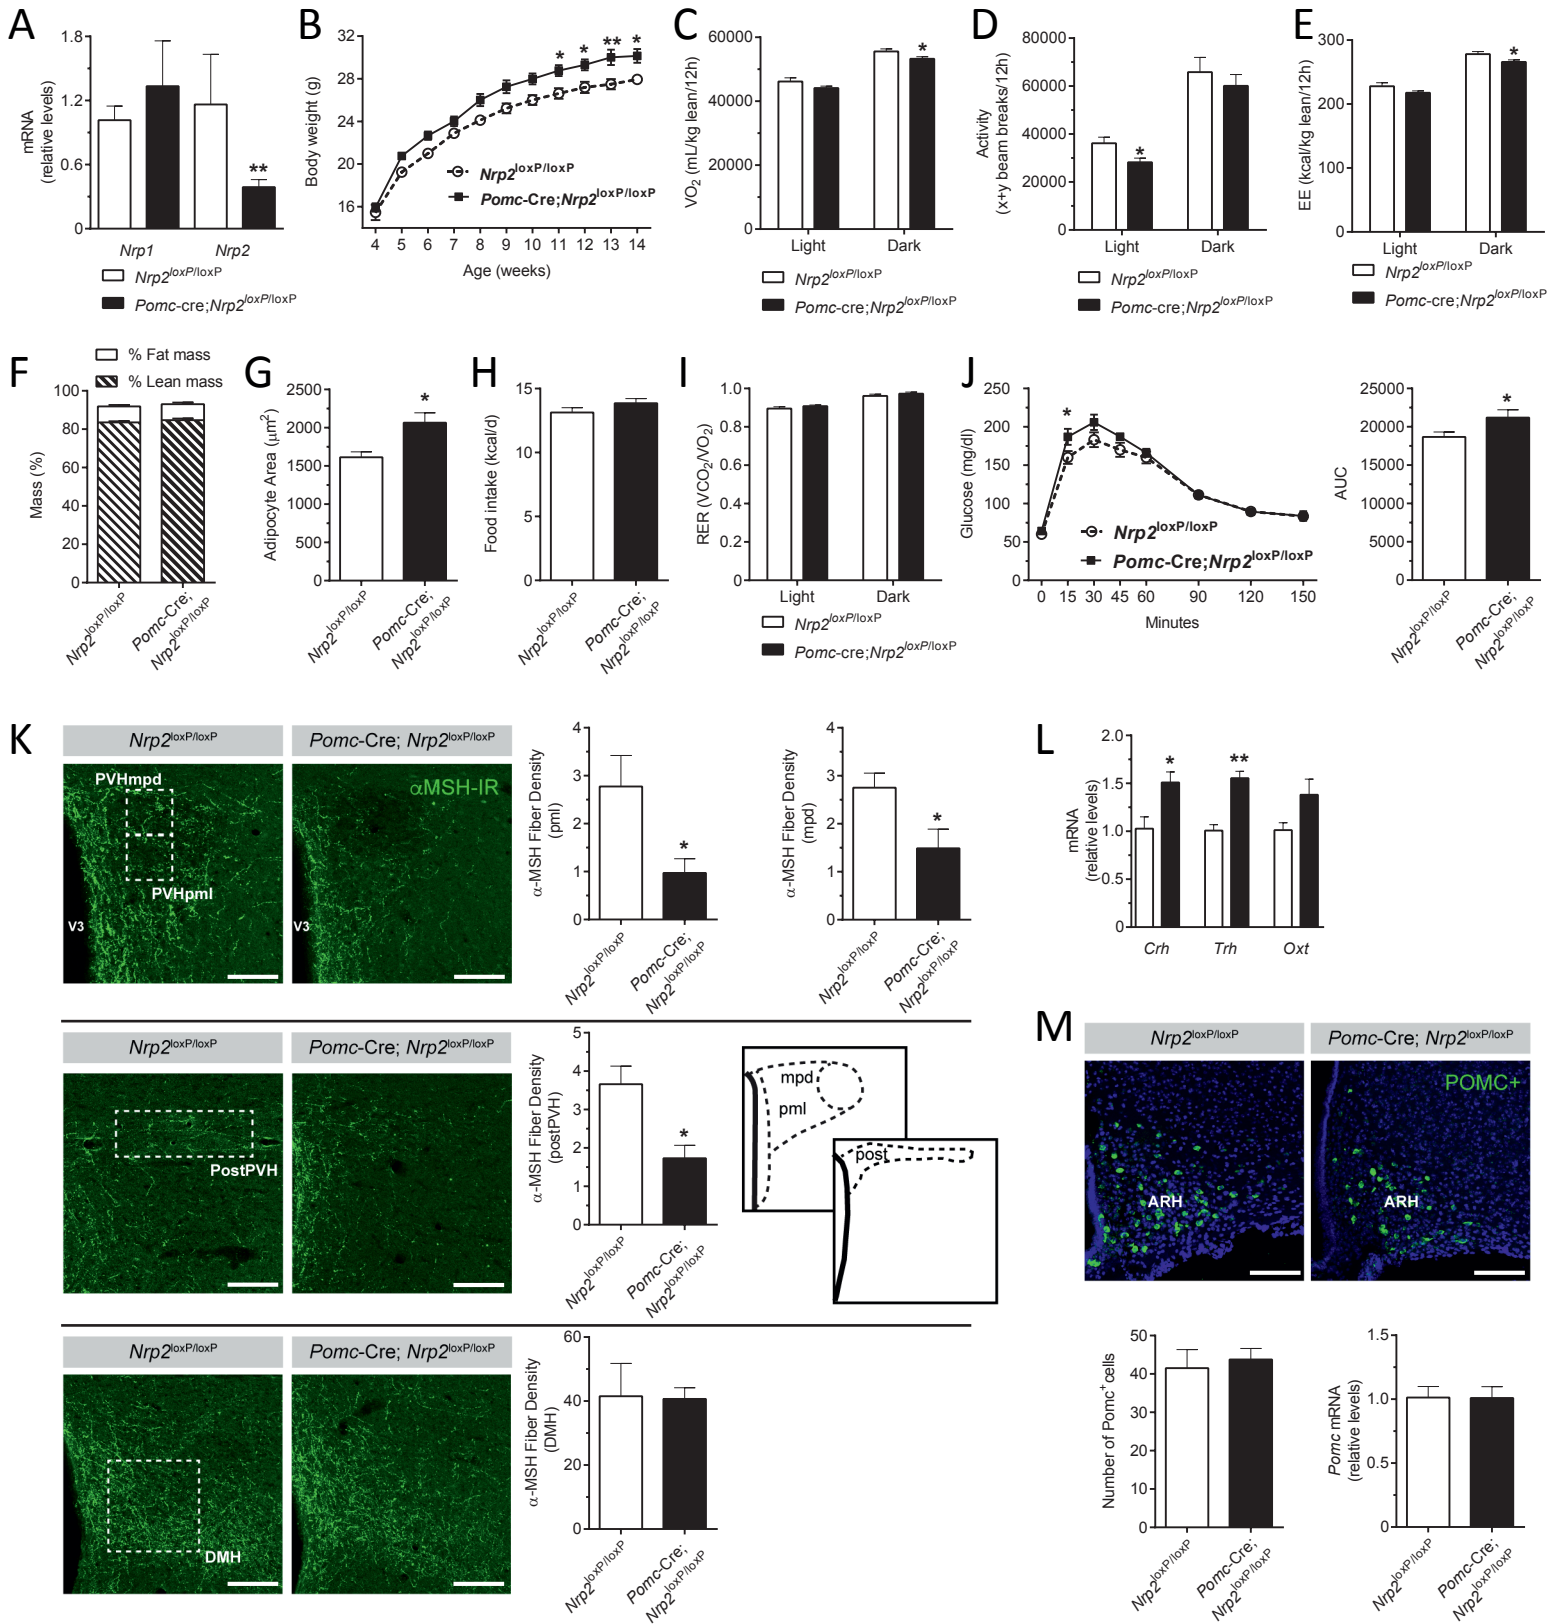 A
mRNA
(relative levels)
1.8
1.2
0.6
0
**
Nrp1
Nrp2
Nrp2loxP/loxP
Pomc-cre;Nrp2loxP/loxP
B
Body weight (g)
32
28
24
20
16
* * ** *
Nrp2loxP/loxP
Pomc-Cre;Nrp2loxP/loxP
4 5 6 7 8 9 10 11 12 13 14
Age (weeks)
C
VO2 (mL/kg lean/12h)
60000
40000
20000
0
*
Light
Dark
Nrp2loxP/loxP
Pomc-cre;Nrp2loxP/loxP
D
Activity
(x+y beam breaks/12h)
80000
60000
40000
20000
0
*
Light
Dark
Nrp2loxP/loxP
Pomc-cre;Nrp2loxP/loxP
E
EE (kcal/kg lean/12h)
300
200
100
0
*
Light
Dark
Nrp2loxP/loxP
Pomc-cre;Nrp2loxP/loxP
F
% Fat mass
% Lean mass
Mass (%)
100
80
60
40
20
0
Nrp2loxP/loxP
Pomc-Cre;
Nrp2loxP/loxP
G
Adipocyte Area (μm2)
2500
2000
1500
1000
500
0
*
Nrp2loxP/loxP
Pomc-Cre;
Nrp2loxP/loxP
H
Food intake (kcal/d)
15
10
5
0
Nrp2loxP/loxP
Pomc-Cre;
Nrp2loxP/loxP
I
RER (VCO2/VO2)
1.0
0.8
0.6
0.4
0.2
0.0
Light
Dark
Nrp2loxP/loxP
Pomc-cre;Nrp2loxP/loxP
J
Glucose (mg/dl)
250
200
150
100
50
0
*
Nrp2loxP/loxP
Pomc-Cre;Nrp2loxP/loxP
0 15 30 45 60 90 120 150
Minutes
AUC
25000
20000
15000
10000
5000
0
*
Nrp2loxP/loxP
Pomc-Cre;
Nrp2loxP/loxP
K
Nrp2loxP/loxP
Pomc-Cre; Nrp2loxP/loxP
PVHmpd
PVHpml
V3
αMSH-IR
V3
α-MSH Fiber Density
(pml)
4
3
2
1
0
*
Nrp2loxP/loxP
Pomc-Cre;
Nrp2loxP/loxP
α-MSH Fiber Density
(mpd)
4
3
2
1
0
*
Nrp2loxP/loxP
Pomc-Cre;
Nrp2loxP/loxP
Nrp2loxP/loxP
Pomc-Cre; Nrp2loxP/loxP
PostPVH
α-MSH Fiber Density
(postPVH)
5
4
3
2
1
0
*
Nrp2loxP/loxP
Pomc-Cre;
Nrp2loxP/loxP
mpd
pml
post
Nrp2loxP/loxP
Pomc-Cre; Nrp2loxP/loxP
DMH
α-MSH Fiber Density
(DMH)
60
40
20
0
Nrp2loxP/loxP
Pomc-Cre;
Nrp2loxP/loxP
L
mRNA
(relative levels)
2.0
1.5
1.0
0.5
0
*
**
Crh
Trh
Oxt
M
Nrp2loxP/loxP
Pomc-Cre; Nrp2loxP/loxP
ARH
POMC+
ARH
Number of Pomc+cells
50
40
30
20
10
0
Nrp2loxP/loxP
Pomc-Cre;
Nrp2loxP/loxP
Pomc mRNA
(relative levels)
1.5
1.0
0.5
0
Nrp2loxP/loxP
Pomc-Cre;
Nrp2loxP/loxP